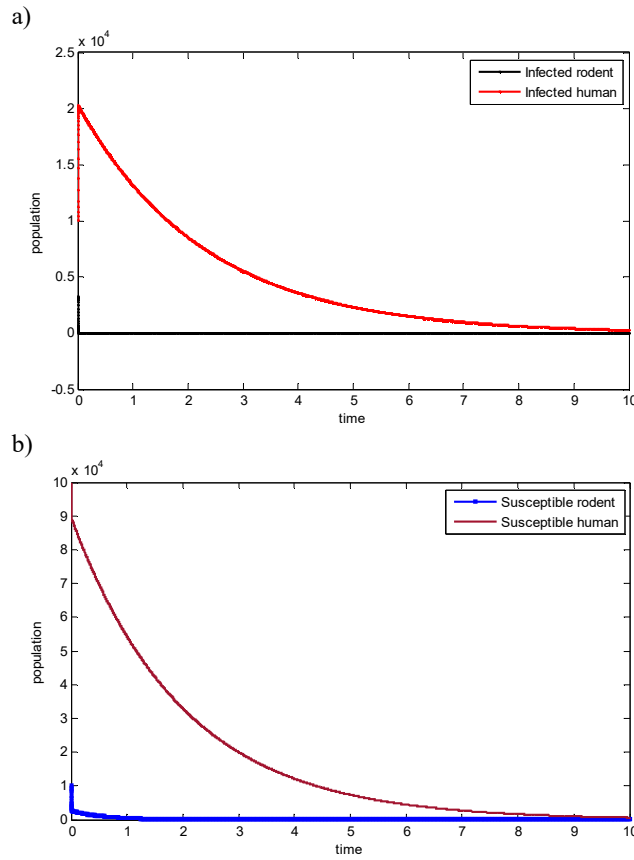 a)
x 10^4
2.5
Infected rodent
Infected human
2
1.5
population
1
0.5
0
-0.5
0 1 2 3 4 5 6 7 8 9 10
time
b)
x 10^4
10
Susceptible rodent
Susceptible human
9
8
7
6
population
5
4
3
2
1
0
0 1 2 3 4 5 6 7 8 9 10
time